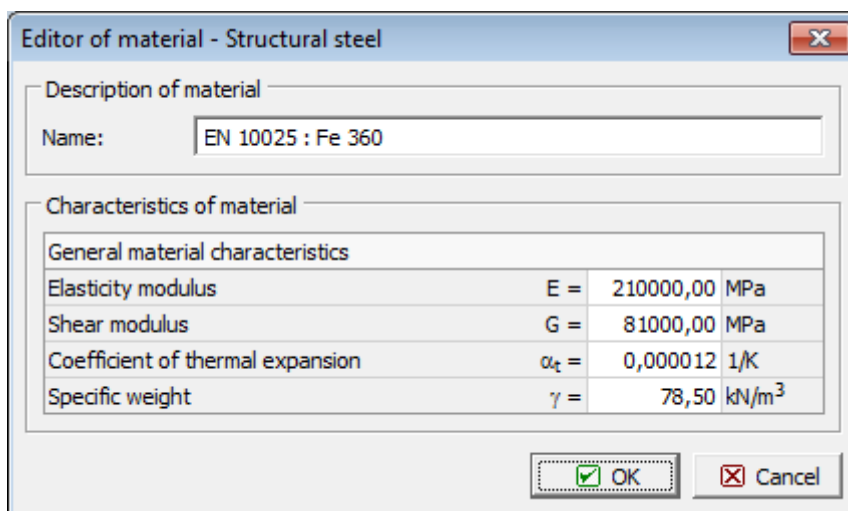 Editor of material - Structural steel
Description of material
Name: EN 10025 : Fe 360
Characteristics of material
General material characteristics
Elasticity modulus E = 210000,00 MPa
Shear modulus G = 81000,00 MPa
Coefficient of thermal expansion αt = 0,000012 1/K
Specific weight γ = 78,50 kN/m³
OK Cancel